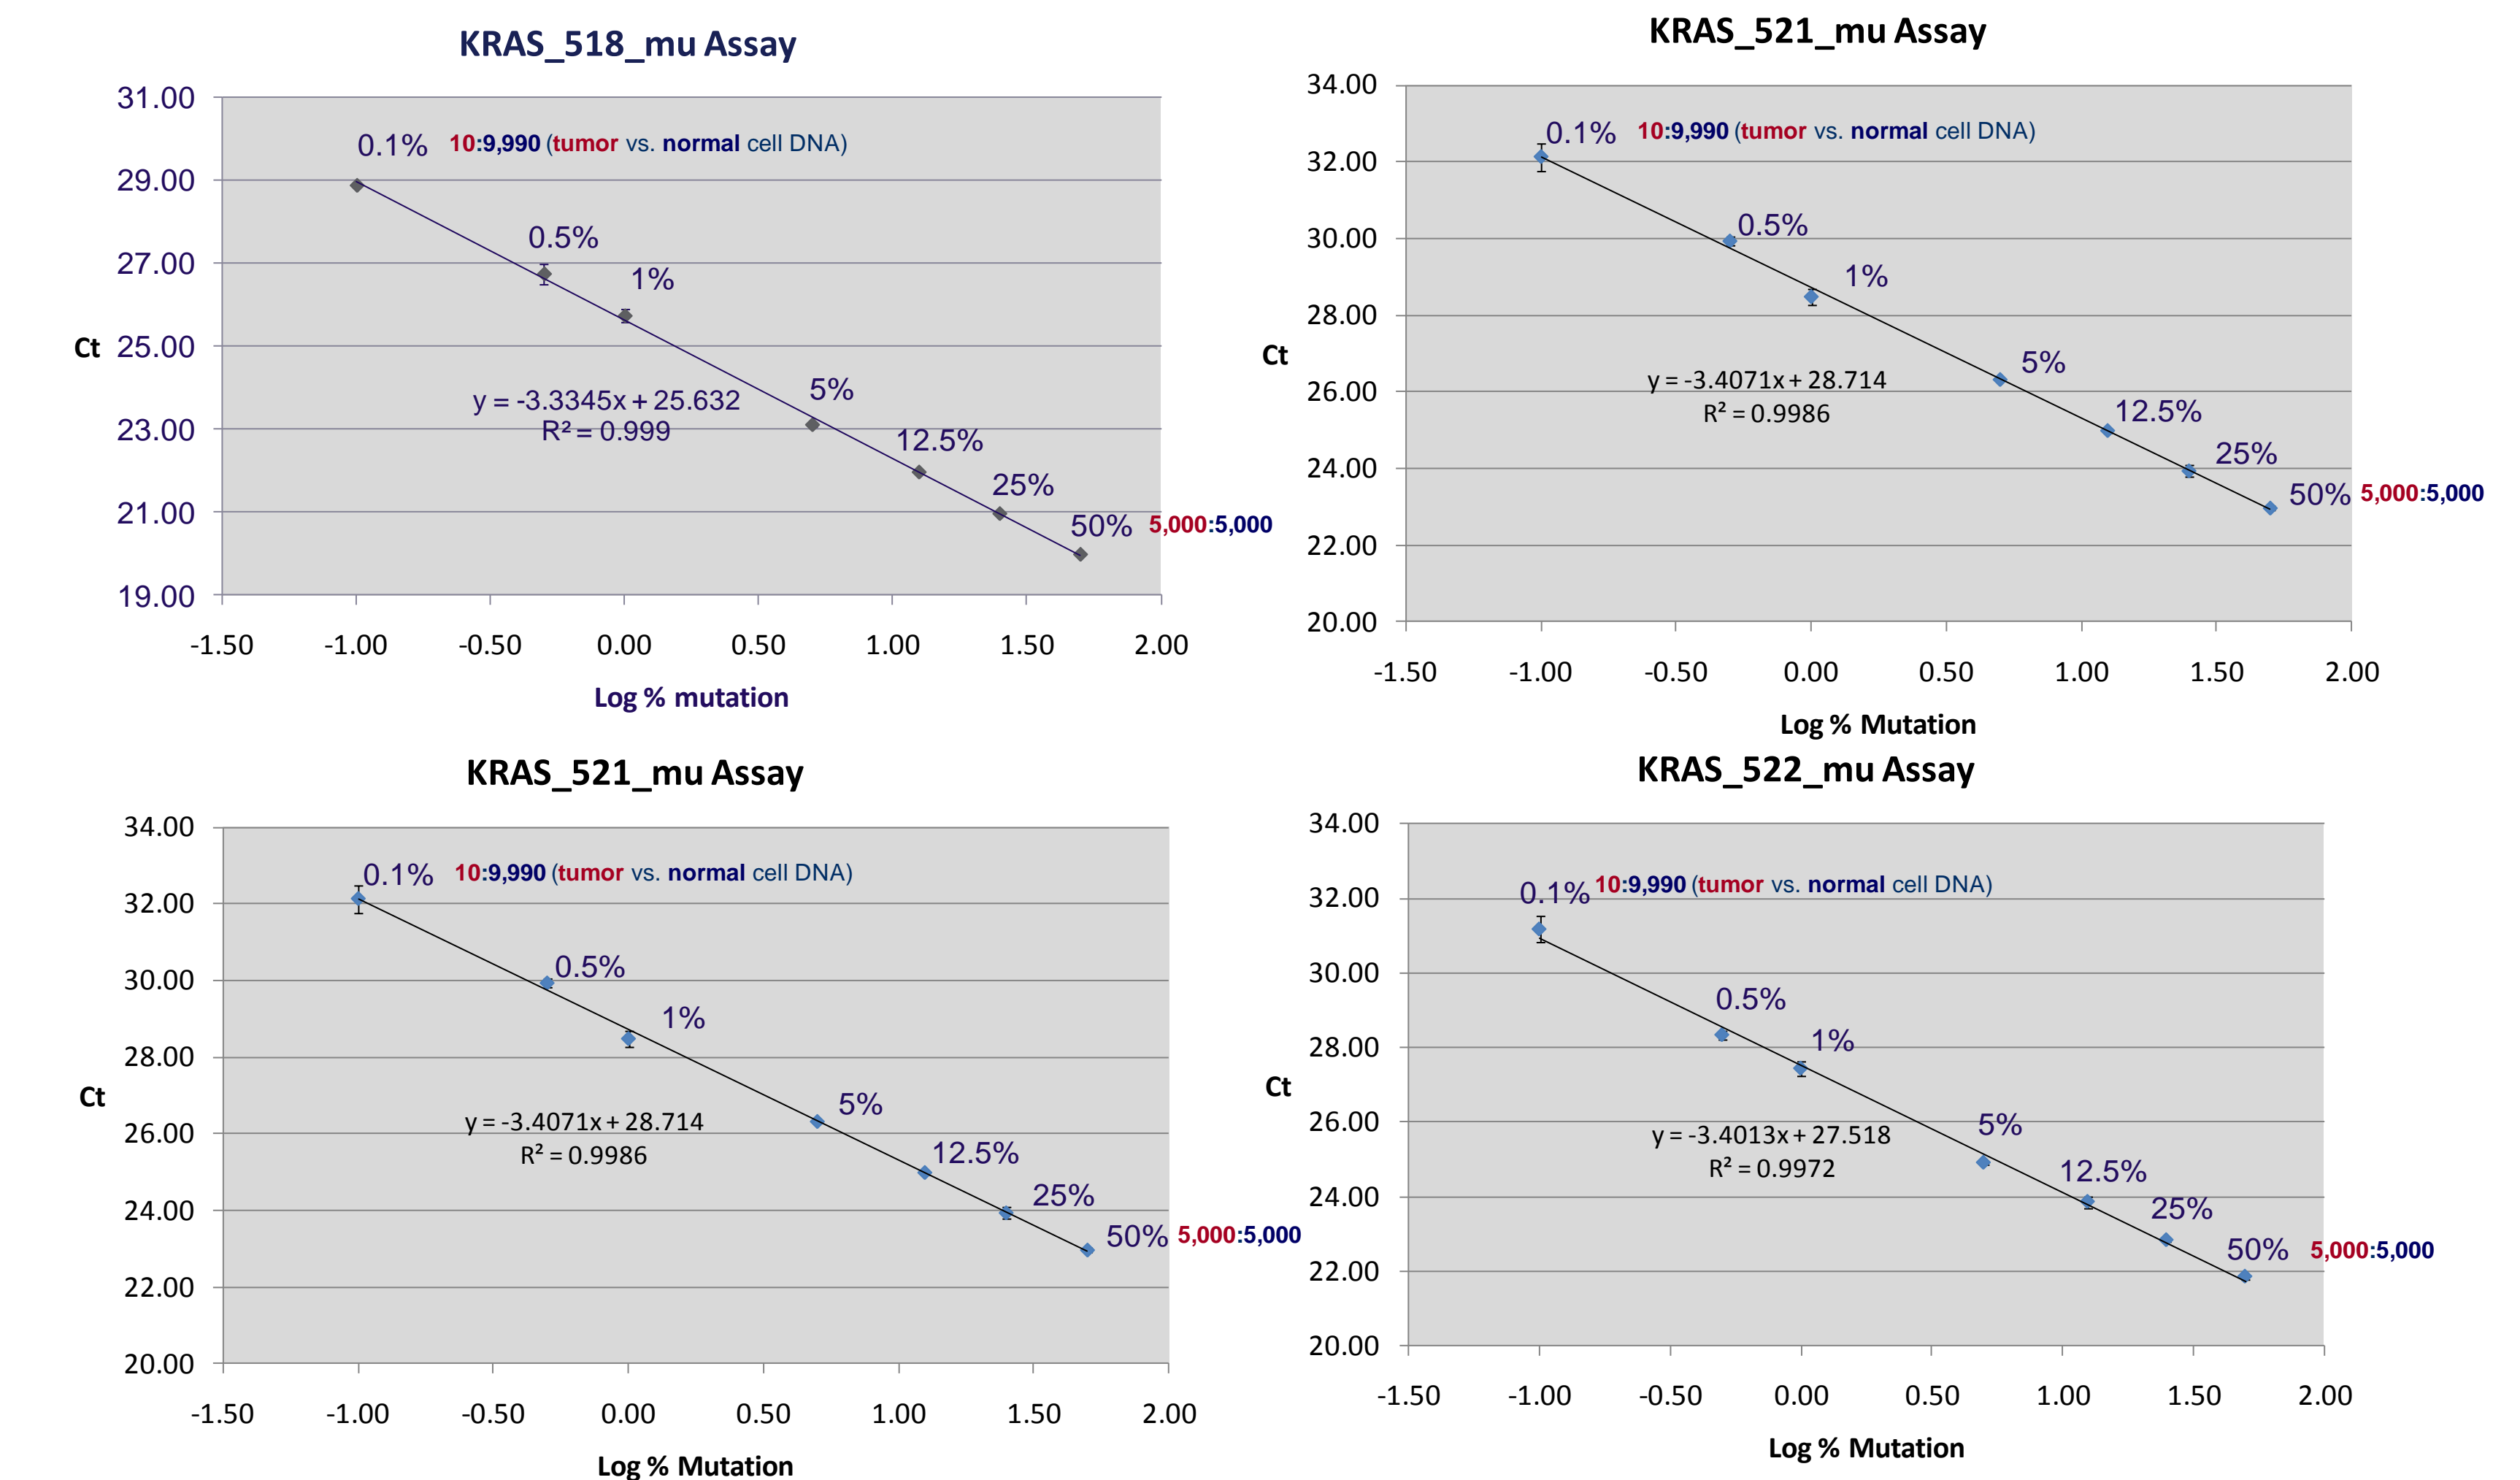 KRAS_518_mu Assay
31.00
29.00
27.00
25.00
23.00
21.00
19.00
Ct
0.1% 10:9,990 (tumor vs. normal cell DNA)
0.5%
1%
5%
12.5%
25%
50% 5,000:5,000
y = -3.3345x + 25.632
R² = 0.999
-1.50 -1.00 -0.50 0.00 0.50 1.00 1.50 2.00
Log % mutation
KRAS_521_mu Assay
34.00
32.00
30.00
28.00
26.00
24.00
22.00
20.00
Ct
0.1% 10:9,990 (tumor vs. normal cell DNA)
0.5%
1%
5%
12.5%
25%
50% 5,000:5,000
y = -3.4071x + 28.714
R² = 0.9986
-1.50 -1.00 -0.50 0.00 0.50 1.00 1.50 2.00
Log % Mutation
KRAS_521_mu Assay
34.00
32.00
30.00
28.00
26.00
24.00
22.00
20.00
Ct
0.1% 10:9,990 (tumor vs. normal cell DNA)
0.5%
1%
5%
12.5%
25%
50% 5,000:5,000
y = -3.4071x + 28.714
R² = 0.9986
-1.50 -1.00 -0.50 0.00 0.50 1.00 1.50 2.00
Log % Mutation
KRAS_522_mu Assay
34.00
32.00
30.00
28.00
26.00
24.00
22.00
20.00
Ct
0.1% 10:9,990 (tumor vs. normal cell DNA)
0.5%
1%
5%
12.5%
25%
50% 5,000:5,000
y = -3.4013x + 27.518
R² = 0.9972
-1.50 -1.00 -0.50 0.00 0.50 1.00 1.50 2.00
Log % Mutation